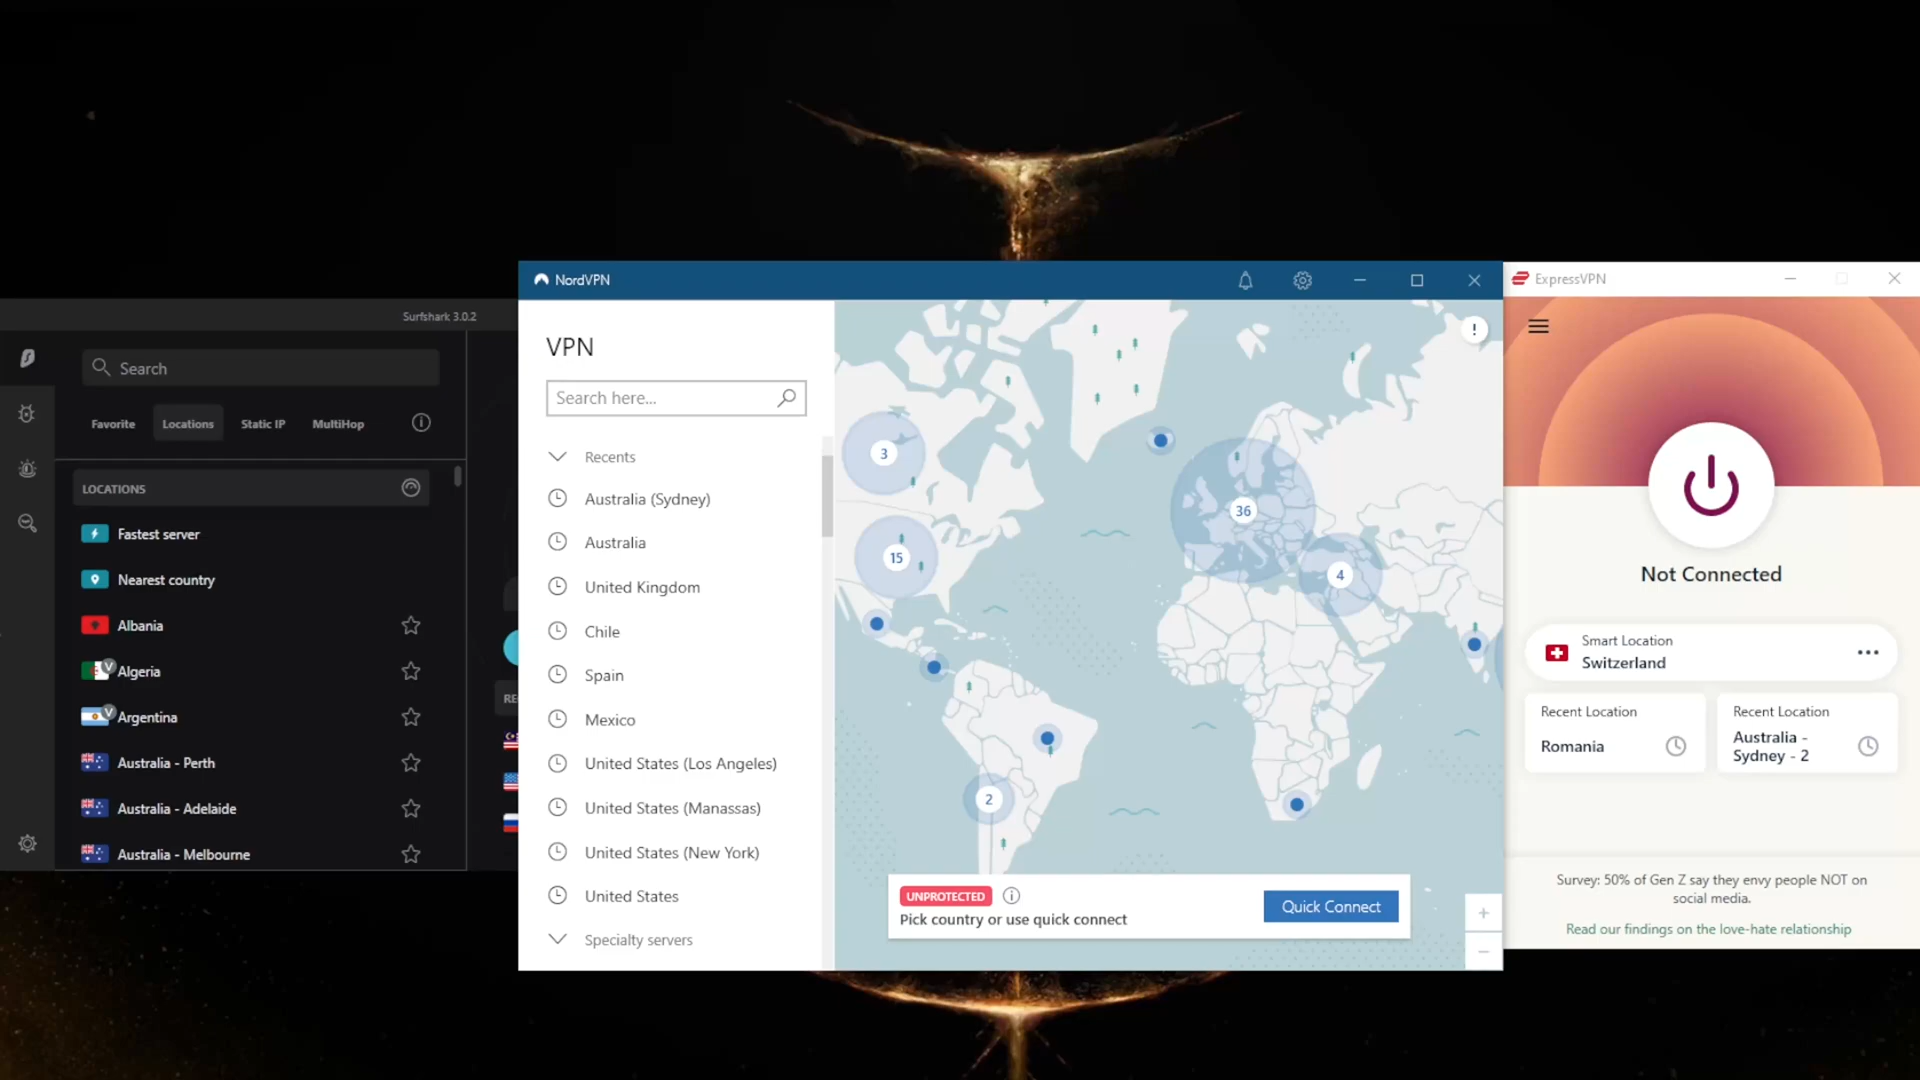 Surfshark 3.0.2
Search
Favorite
Locations
Static IP
MultiHop
LOCATIONS
Fastest server
Nearest country
Albania
V
Algeria
V
Argentina
Australia - Perth
Australia - Adelaide
Australia - Melbourne
RE
NordVPN
VPN
Search here...
Recents
Australia (Sydney)
Australia
United Kingdom
Chile
Spain
Mexico
United States (Los Angeles)
United States (Manassas)
United States (New York)
United States
Specialty servers
!
3
36
15
4
2
UNPROTECTED
Pick country or use quick connect
Quick Connect
+
−
ExpressVPN
Not Connected
Smart Location
Switzerland
Recent Location
Romania
Recent Location
Australia -
Sydney - 2
Survey: 50% of Gen Z say they envy people NOT on
social media.
Read our findings on the love-hate relationship